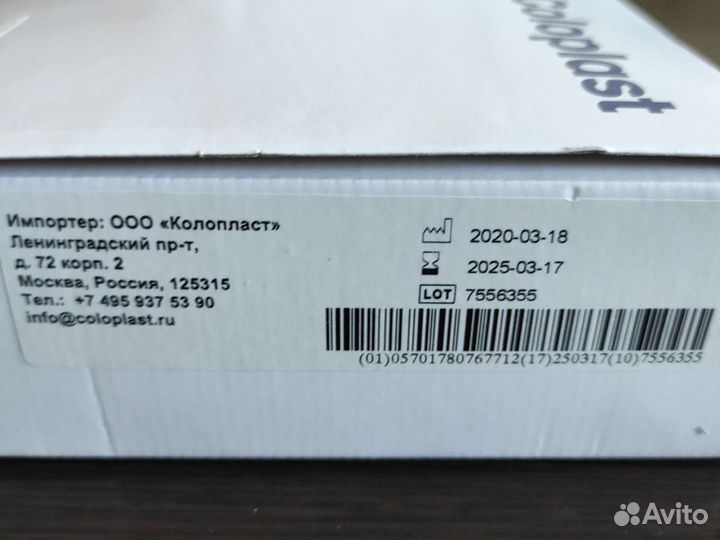 coloplast
Импортер: ООО «Колопласт»
Ленинградский пр-т,
д. 72 корп. 2
Москва, Россия, 125315
Тел.: +7 495 937 53 90
info@coloplast.ru
2020-03-18
2025-03-17
LOT 7556355
(01)05701780767712(17)250317(10)7556355
Avito